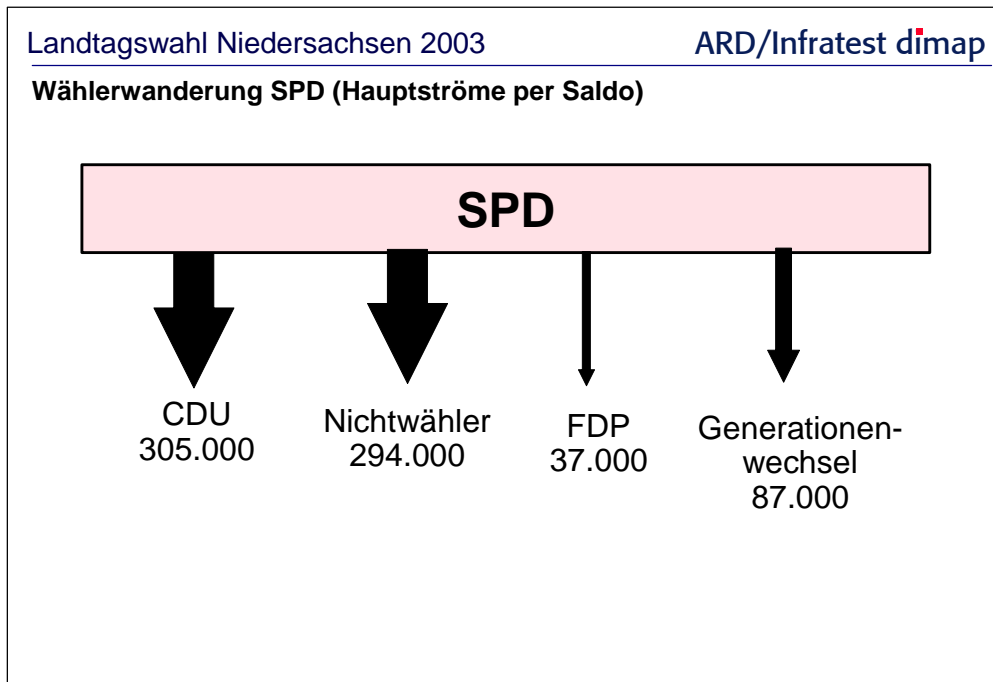 Landtagswahl Niedersachsen 2003
ARD/Infratest dimap
Wählerwanderung SPD (Hauptströme per Saldo)
SPD
CDU
305.000
Nichtwähler
294.000
FDP
37.000
Generationen-
wechsel
87.000